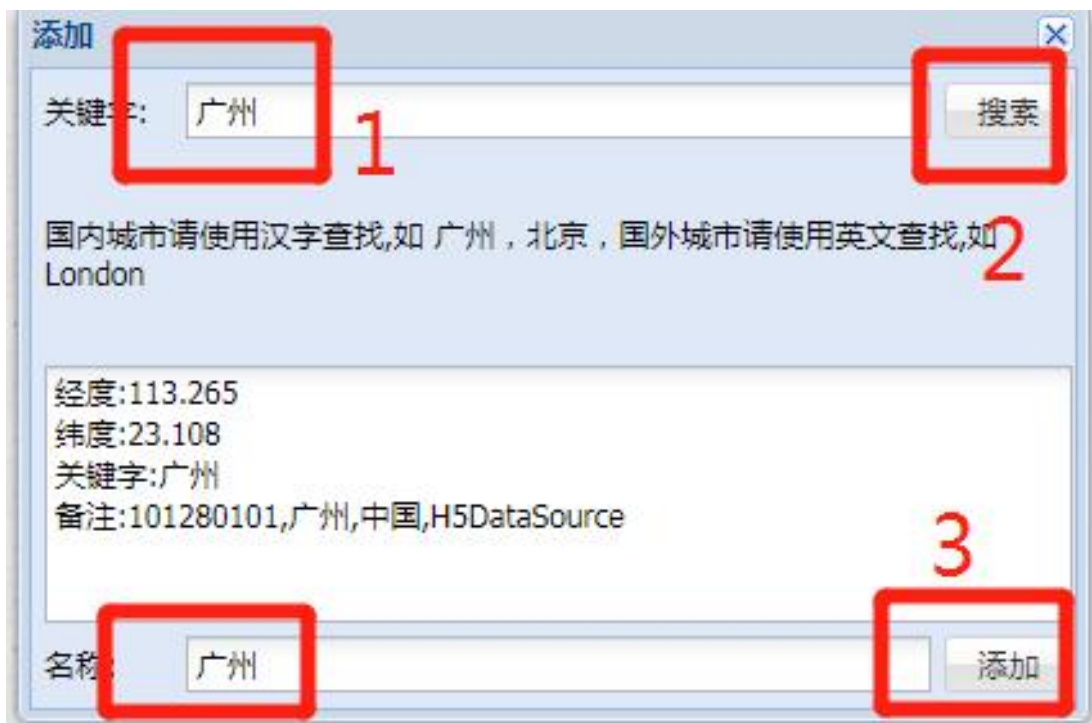 添加
关键字: 广州 搜索
1
国内城市请使用汉字查找,如 广州，北京，国外城市请使用英文查找,如
London
2
经度:113.265
纬度:23.108
关键字:广州
备注:101280101,广州,中国,H5DataSource
3
名称: 广州 添加